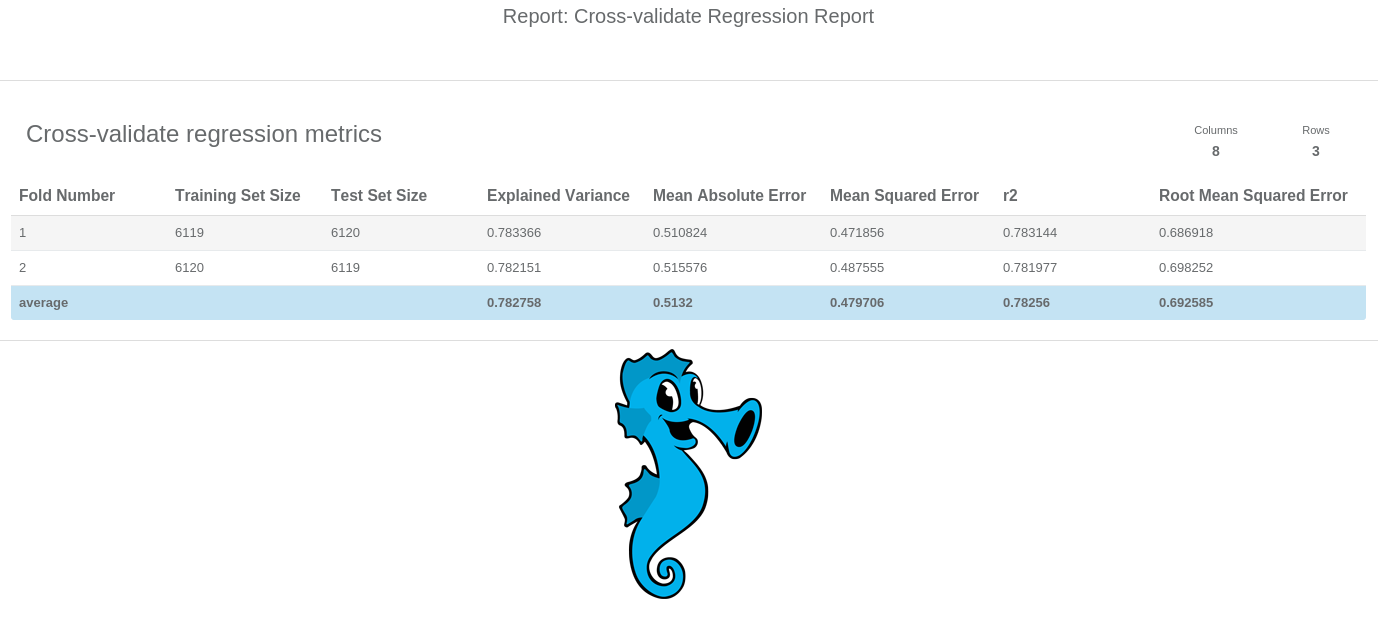 Report: Cross-validate Regression Report
Cross-validate regression metrics
Columns Rows
8 3
Fold Number Training Set Size Test Set Size Explained Variance Mean Absolute Error Mean Squared Error r2 Root Mean Squared Error
1 6119 6120 0.783366 0.510824 0.471856 0.783144 0.686918
2 6120 6119 0.782151 0.515576 0.487555 0.781977 0.698252
average 0.782758 0.5132 0.479706 0.78256 0.692585